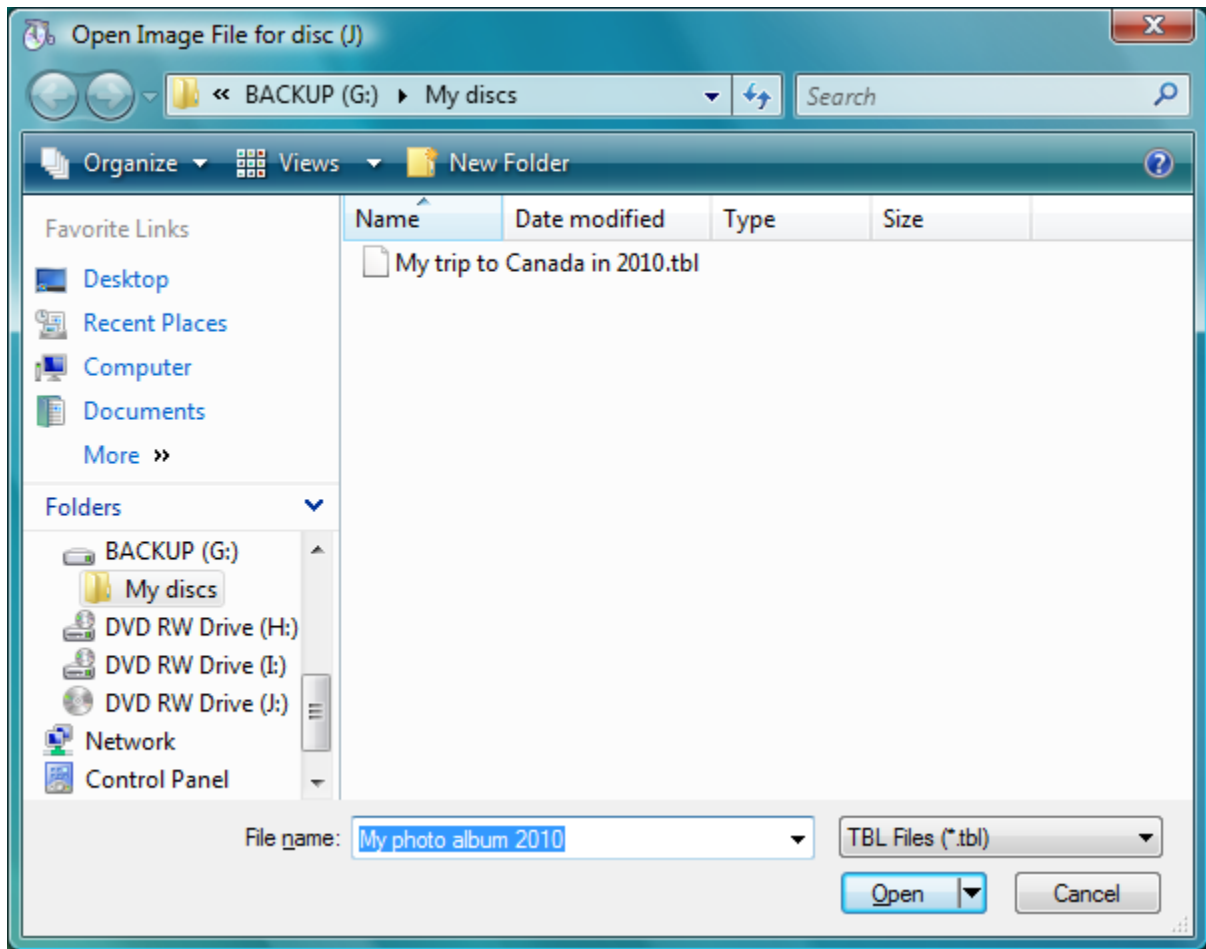 Open Image File for disc (J)
« BACKUP (G:) ▸ My discs
Search
Organize Views New Folder
Favorite Links
Desktop
Recent Places
Computer
Documents
More »
Folders
BACKUP (G:)
My discs
DVD RW Drive (H:)
DVD RW Drive (I:)
DVD RW Drive (J:)
Network
Control Panel
Name Date modified Type Size
My trip to Canada in 2010.tbl
File name: My photo album 2010 TBL Files (*.tbl)
Open Cancel